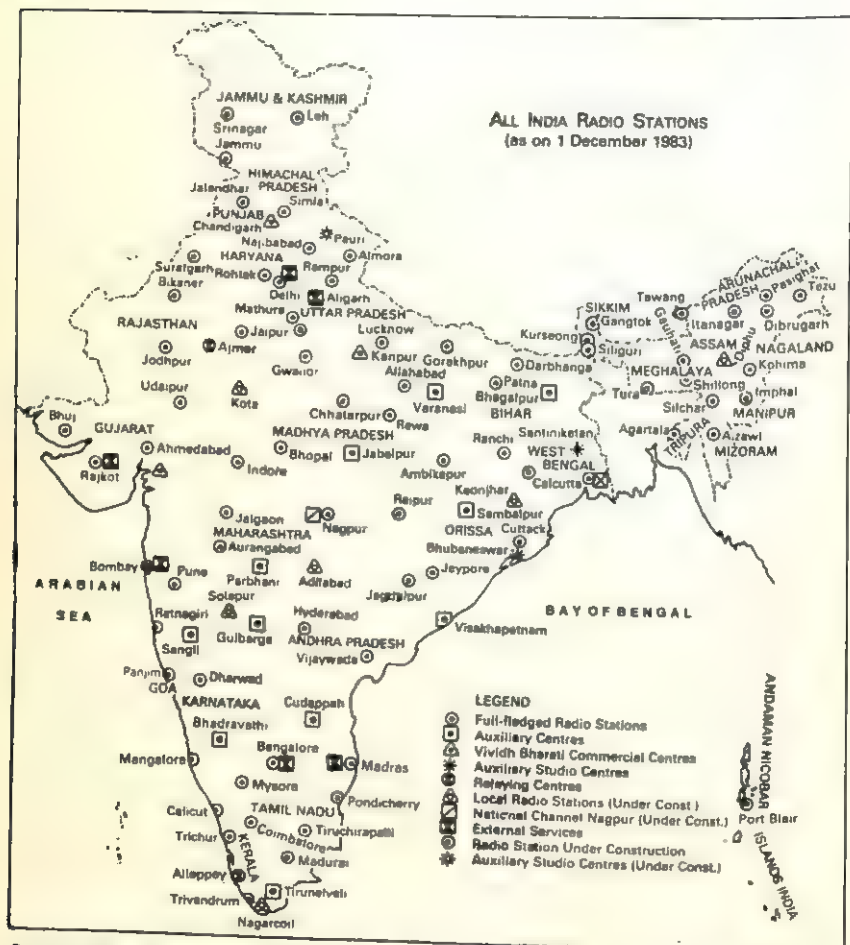 ALL INDIA RADIO STATIONS
(as on 1 December 1983)
JAMMU & KASHMIR
Leh
Srinagar
Jammu
HIMACHAL
PRADESH
Jalandhar
Simla
PUNJAB
Chandigarh
Najibabad
Pauri
Almora
HARYANA
Suratgarh
Rohtak
Rampur
Bikaner
Delhi
Aligarh
Mathura
UTTAR PRADESH
RAJASTHAN
Jaipur
Lucknow
Jodhpur
Ajmer
Kanpur
Gorakhpur
Gwalior
Allahabad
Darbhanga
Udaipur
Kota
Varanasi
Patna
Bhagalpur
BIHAR
Chhatarpur
Rewa
Kurseong
SIKKIM
Gangtok
Siliguri
Tawang
ARUNACHAL
PRADESH
Pasighat
Tezu
Itanagar
Dibrugarh
Gauhati
ASSAM
Diphu
NAGALAND
Kohima
MEGHALAYA
Shillong
Tura
Imphal
Silchar
MANIPUR
Agartala
TRIPURA
Aizawl
MIZORAM
Bhuj
GUJARAT
Ahmedabad
Rajkot
MADHYA PRADESH
Bhopal
Jabalpur
Indore
Ambikapur
Ranchi
Santiniketan
WEST
BENGAL
Calcutta
Keonjhar
Sambalpur
ORISSA
Cuttack
Bhubaneswar
Jalgaon
Nagpur
Raipur
MAHARASHTRA
Aurangabad
Bombay
Pune
Parbhani
Adilabad
Jeypore
Jagdalpur
ARABIAN
SEA
Solapur
Ratnagiri
Sangli
Gulbarga
Hyderabad
ANDHRA PRADESH
Vijaywada
Visakhapatnam
BAY OF BENGAL
Panjim
GOA
Dharwad
KARNATAKA
Cudappah
Bhadravathi
Mangalore
Bangalore
Madras
Mysore
Pondicherry
Calicut
TAMIL NADU
Coimbatore
Tiruchirapalli
Trichur
KERALA
Madurai
Alleppey
Tirunelveli
Trivandrum
Nagarcoil
LEGEND
Full-fledged Radio Stations
Auxiliary Centres
Vividh Bharati Commercial Centres
Auxiliary Studio Centres
Relaying Centres
Local Radio Stations (Under Const.)
National Channel Nagpur (Under Const.)
External Services
Radio Station Under Construction
Auxiliary Studio Centres (Under Const.)
ANDAMAN NICOBAR
Port Blair
ISLANDS INDIA